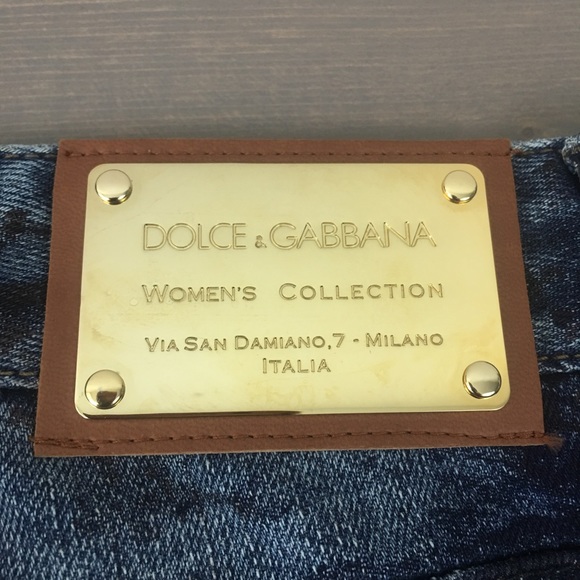 DOLCE & GABBANA
WOMEN'S COLLECTION
VIA SAN DAMIANO,7 - MILANO
ITALIA